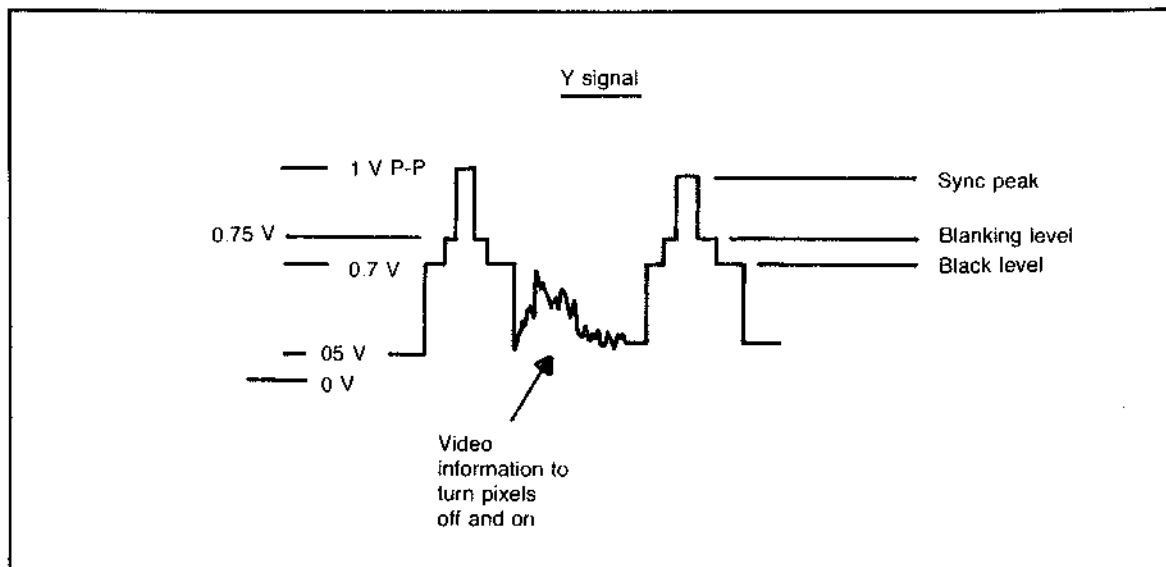 Y signal
1 V P-P
Sync peak
0.75 V
Blanking level
0.7 V
Black level
05 V
0 V
Video
information to
turn pixels
off and on